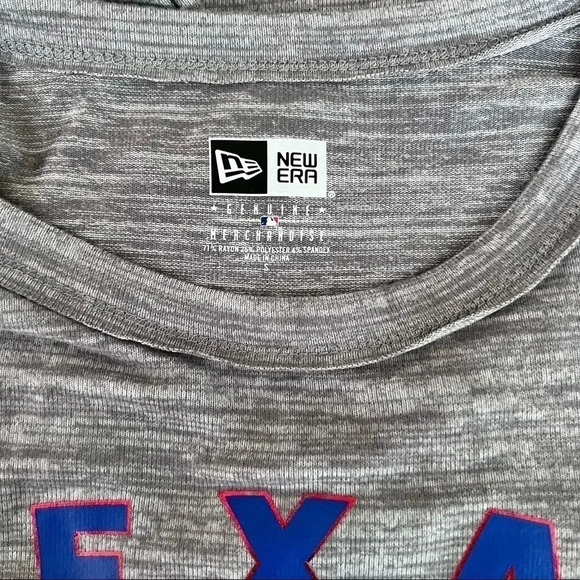 NEW
ERA
GENUINE
MERCHANDISE
71% RAYON 25% POLYESTER 4% SPANDEX
MADE IN CHINA
S
EXA